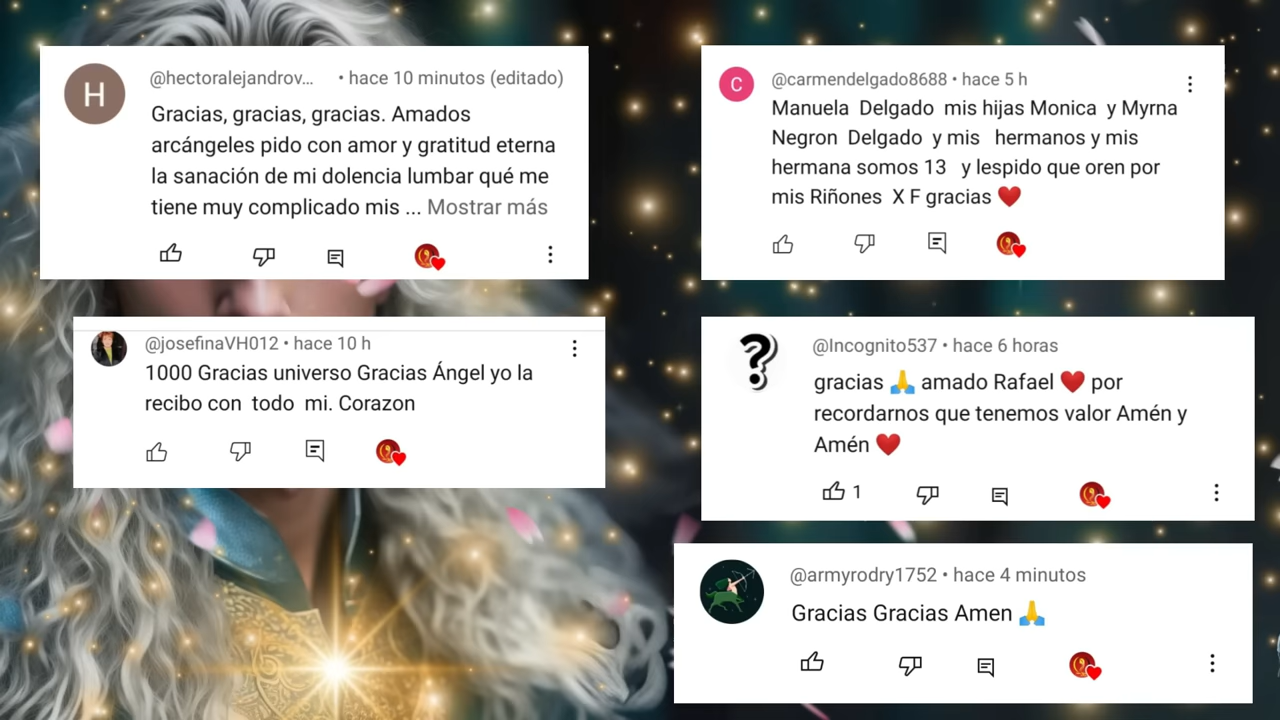 H
@hectoralejandrov... • hace 10 minutos (editado)
Gracias, gracias, gracias. Amados
arcángeles pido con amor y gratitud eterna
la sanación de mi dolencia lumbar qué me
tiene muy complicado mis ... Mostrar más
C
@carmendelgado8688 • hace 5 h
Manuela Delgado mis hijas Monica y Myrna
Negron Delgado y mis hermanos y mis
hermana somos 13 y lespido que oren por
mis Riñones X F gracias ❤️
@josefinaVH012 • hace 10 h
1000 Gracias universo Gracias Ángel yo la
recibo con todo mi. Corazon
?
@Incognito537 • hace 6 horas
gracias 🙏 amado Rafael ❤️ por
recordarnos que tenemos valor Amén y
Amén ❤️
1
@armyrodry1752 • hace 4 minutos
Gracias Gracias Amen 🙏